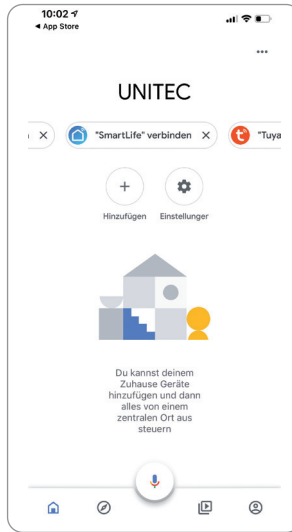 10:02
◀ App Store
UNITEC
"SmartLife" verbinden
"Tuya
Hinzufügen
Einstellunger
Du kannst deinem
Zuhause Geräte
hinzufügen und dann
alles von einem
zentralen Ort aus
steuern